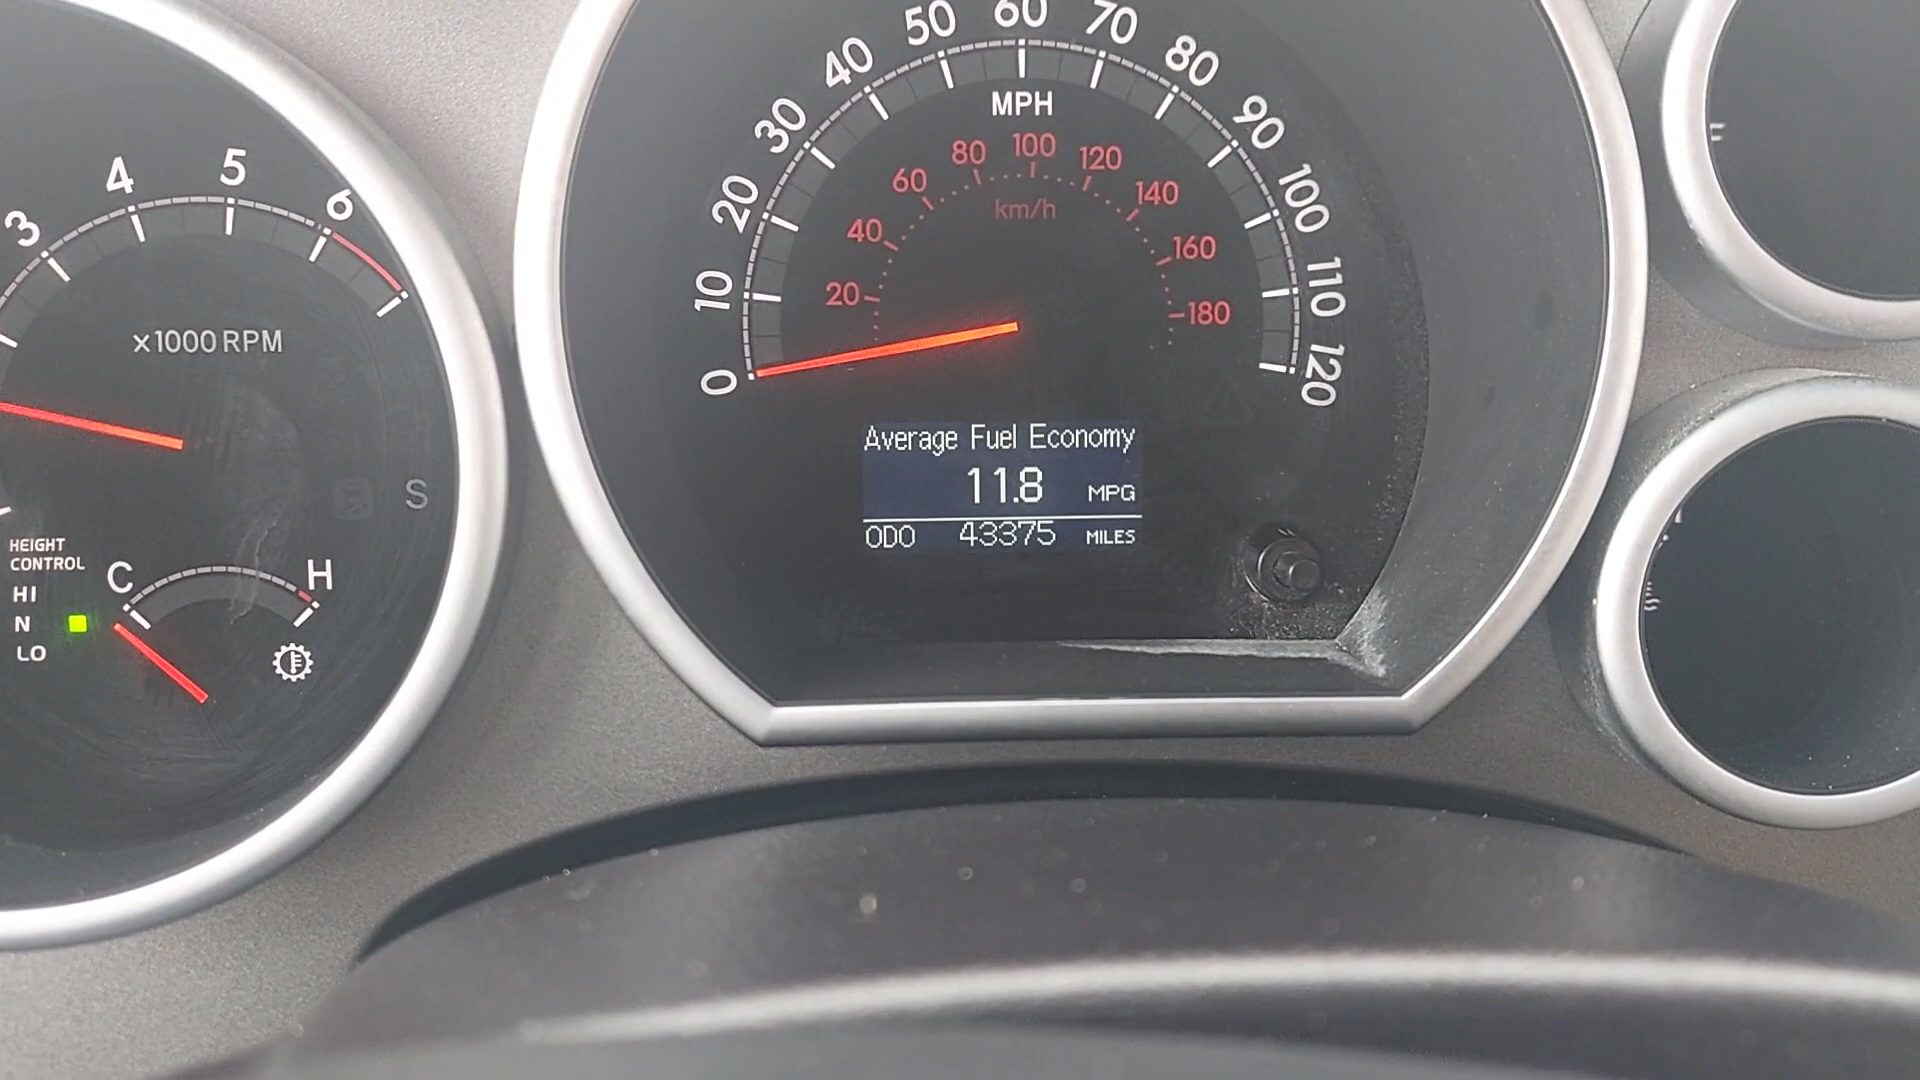 3
4
5
6
x1000 RPM
S
HEIGHT
CONTROL
HI
N
LO
C
H
0
10
20
30
40
50
60
70
80
90
100
110
120
MPH
20
40
60
80
100
120
140
160
180
km/h
Average Fuel Economy
11.8 MPG
ODO 43375 MILES
F